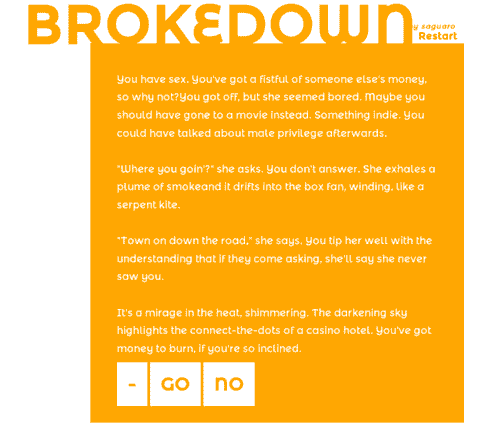 BROKEDOWN
y saguaro
Restart
You have sex. You've got a fistful of someone else's money,
so why not?You got off, but she seemed bored. Maybe you
should have gone to a movie instead. Something indie. You
could have talked about male privilege afterwards.
"Where you goin'?" she asks. You don't answer. She exhales a
plume of smokeand it drifts into the box fan, winding, like a
serpent kite.
"Town on down the road," she says. You tip her well with the
understanding that if they come asking, she'll say she never
saw you.
It's a mirage in the heat, shimmering. The darkening sky
highlights the connect-the-dots of a casino hotel. You've got
money to burn, if you're so inclined.
- GO NO